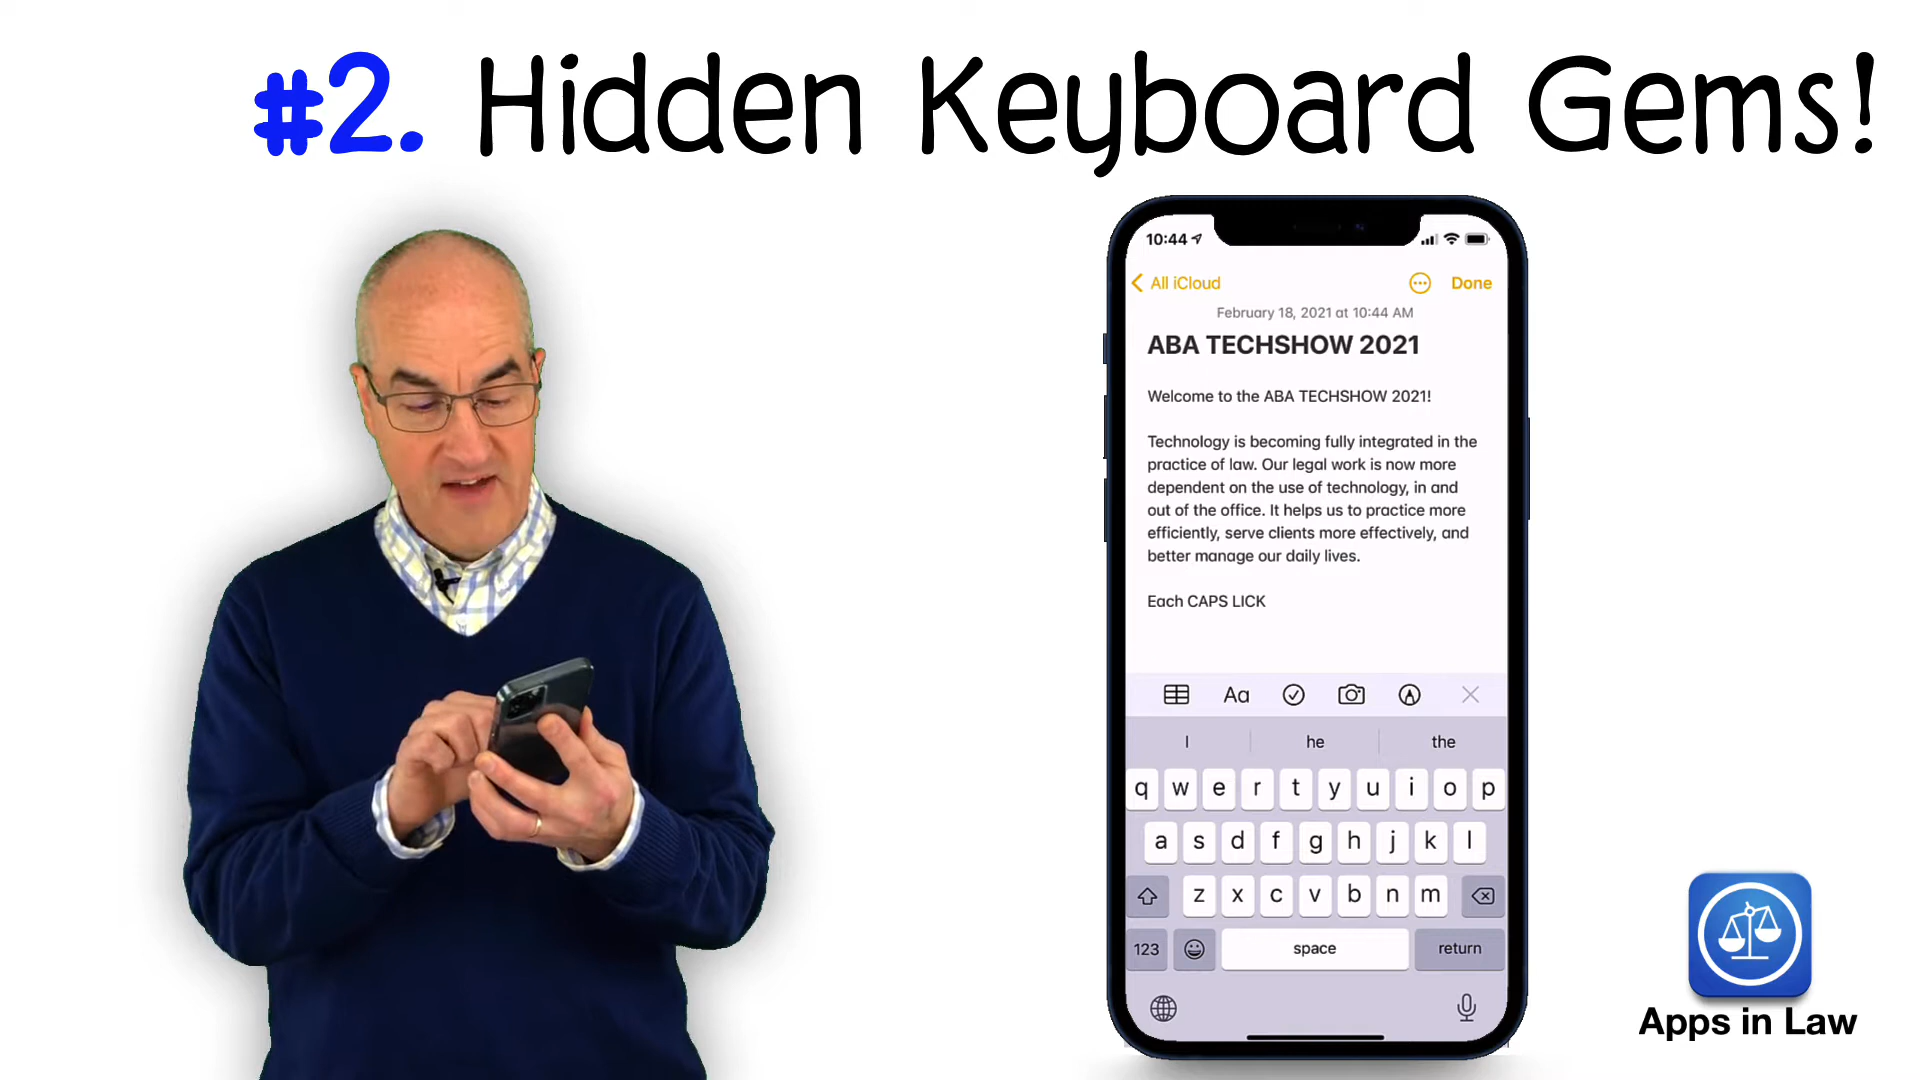 #2. Hidden Keyboard Gems!
10:44
All iCloud
Done
February 18, 2021 at 10:44 AM
ABA TECHSHOW 2021
Welcome to the ABA TECHSHOW 2021!
Technology is becoming fully integrated in the
practice of law. Our legal work is now more
dependent on the use of technology, in and
out of the office. It helps us to practice more
efficiently, serve clients more effectively, and
better manage our daily lives.
Each CAPS LICK
Aa
I he the
q w e r t y u i o p
a s d f g h j k l
z x c v b n m
123 space return
Apps in Law